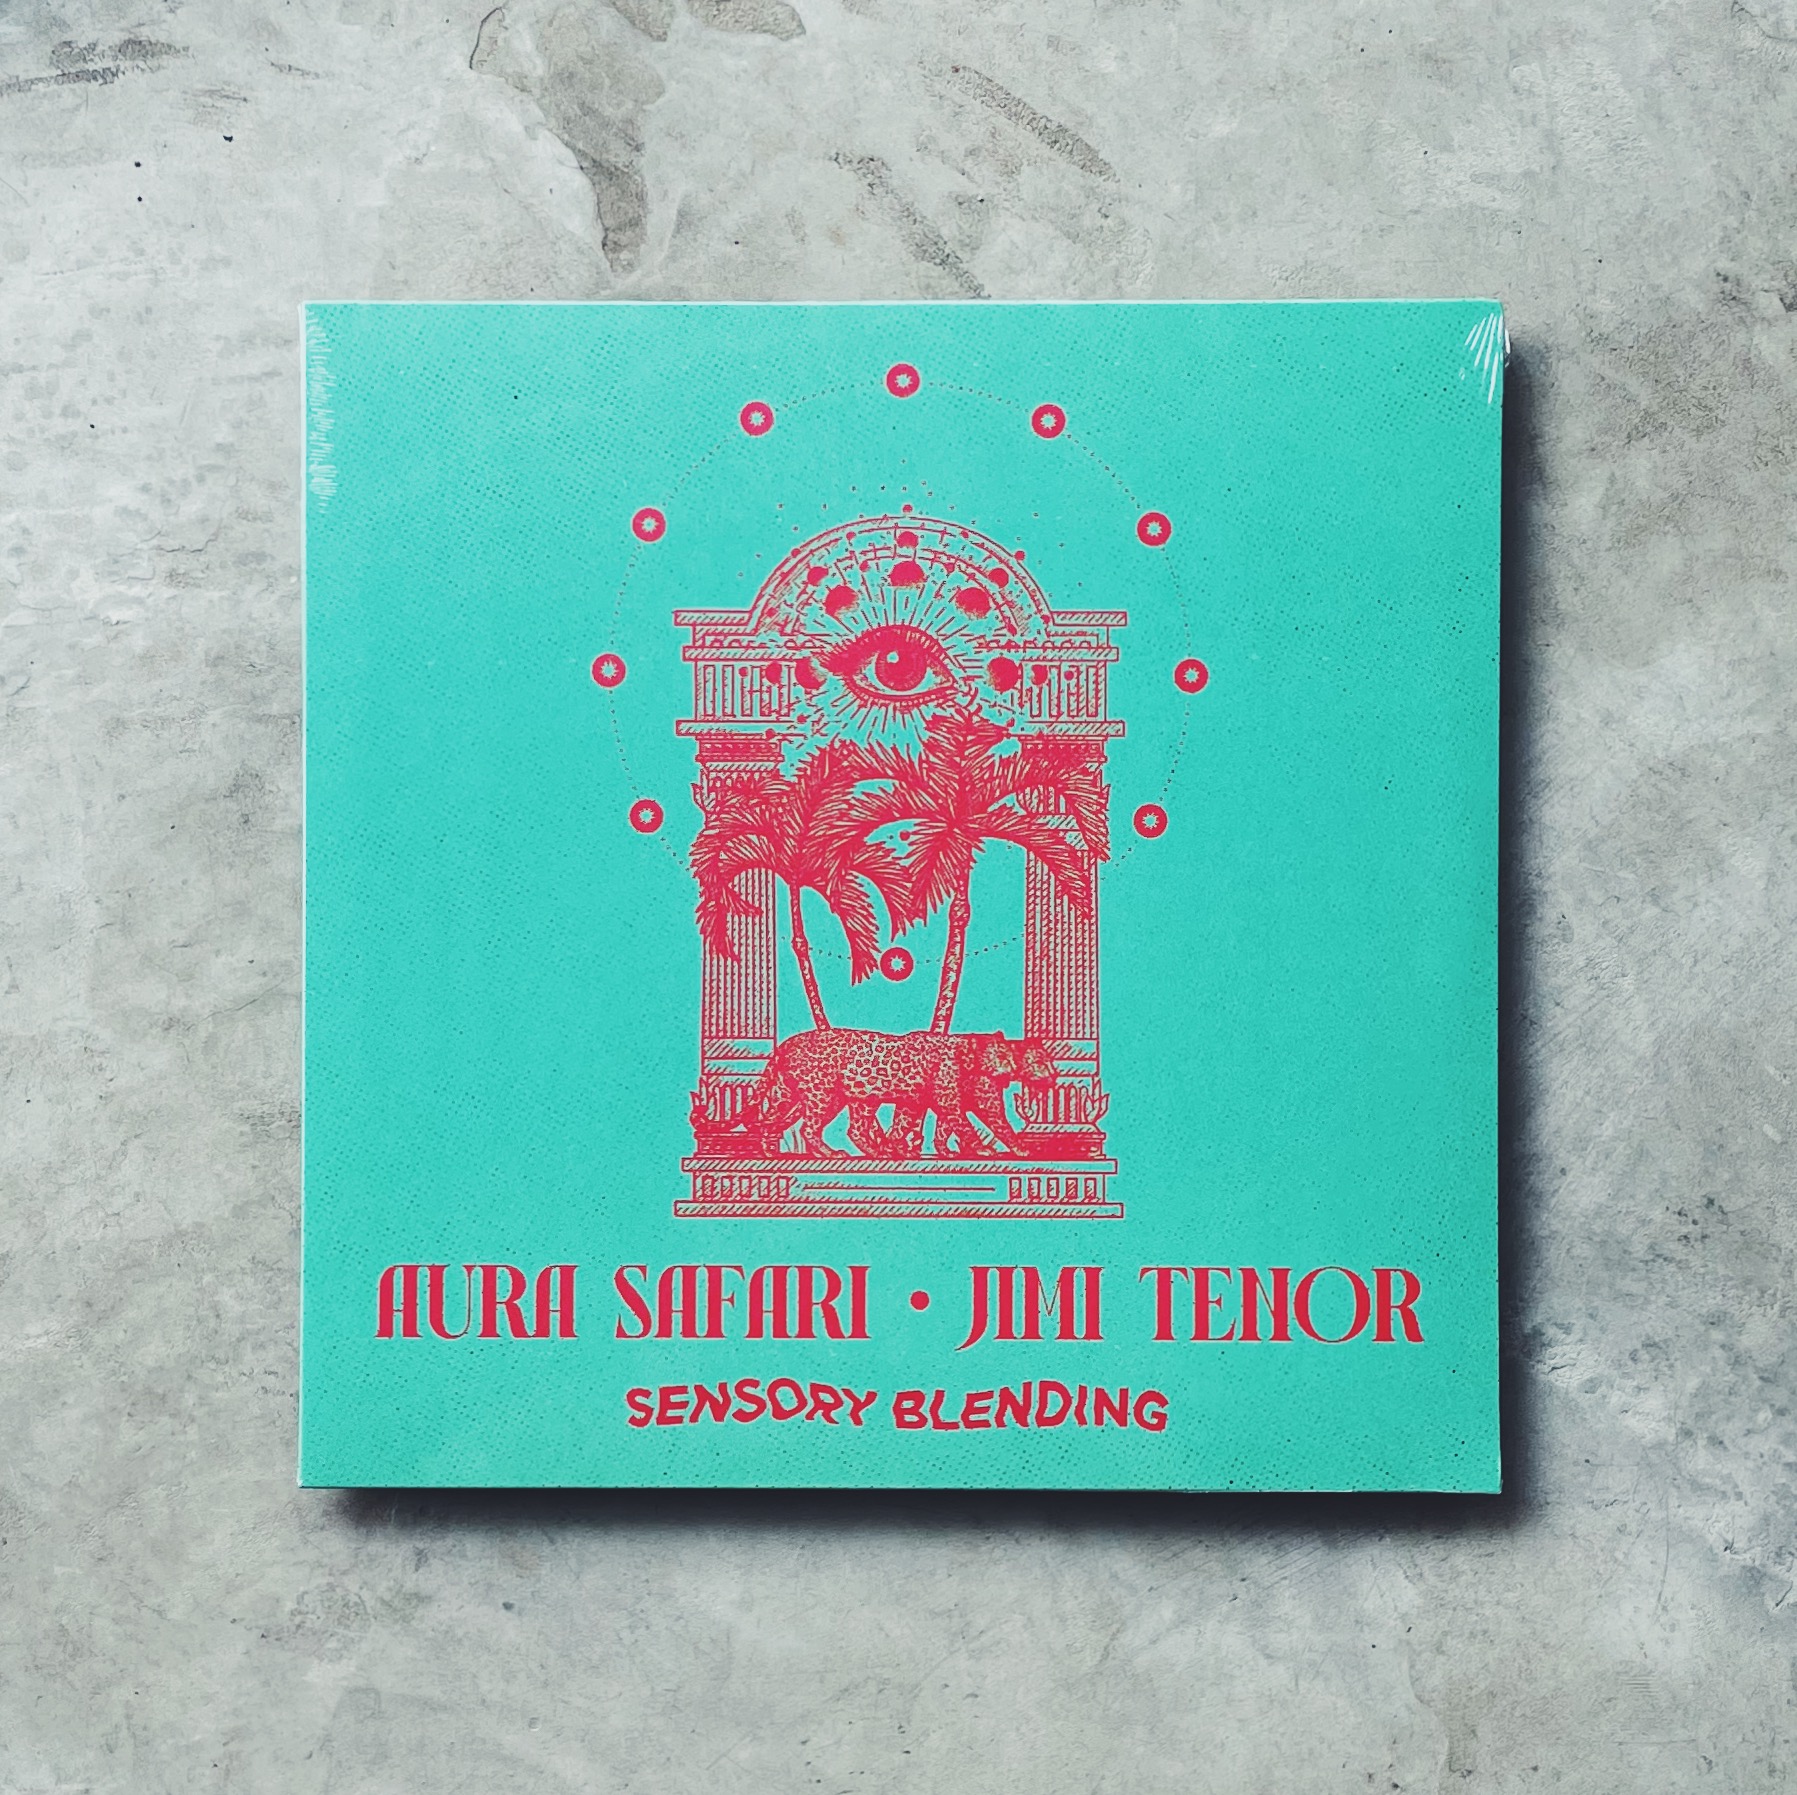 AURA SAFARI • JIMI TENOR
SENSORY BLENDING